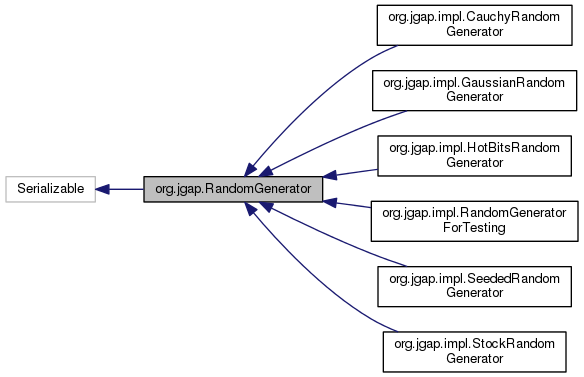 org.jgap.impl.CauchyRandom
Generator
org.jgap.impl.GaussianRandom
Generator
org.jgap.impl.HotBitsRandom
Generator
Serializable
org.jgap.RandomGenerator
org.jgap.impl.RandomGenerator
ForTesting
org.jgap.impl.SeededRandom
Generator
org.jgap.impl.StockRandom
Generator